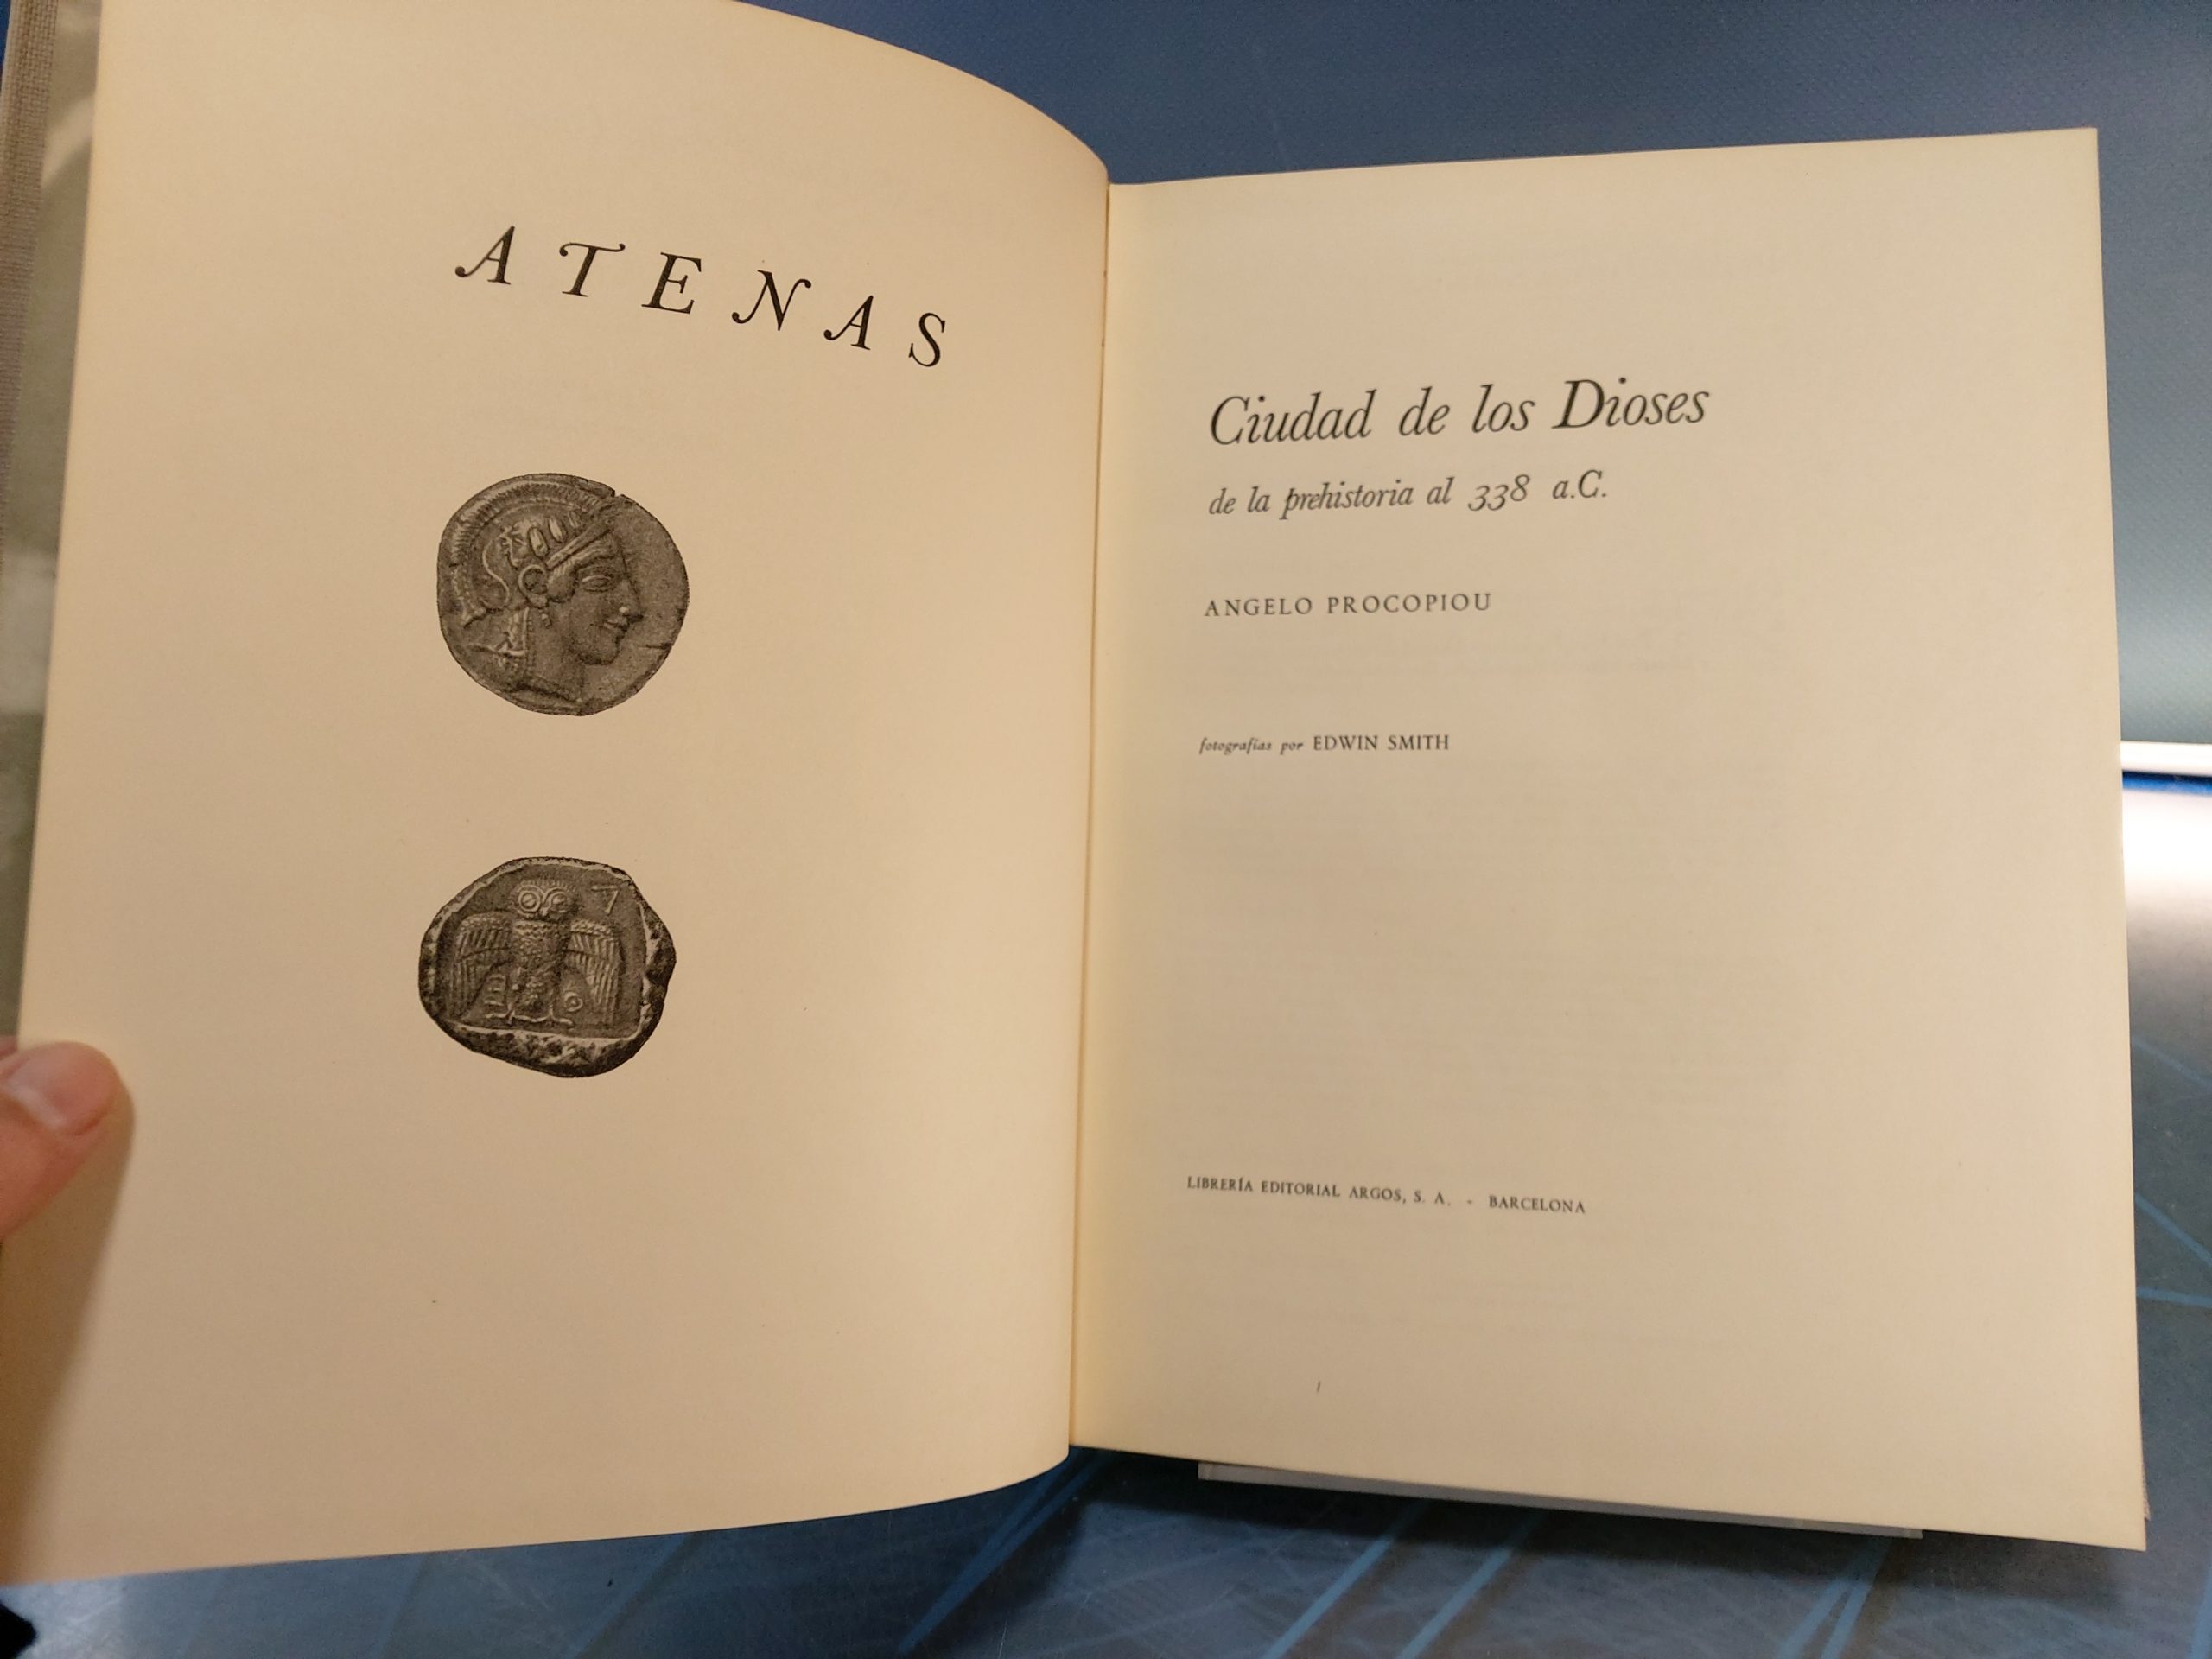 ATENAS
Ciudad de los Dioses
de la prehistoria al 338 a.C.
ANGELO PROCOPIOU
fotografías por EDWIN SMITH
LIBRERÍA EDITORIAL ARGOS, S. A. - BARCELONA